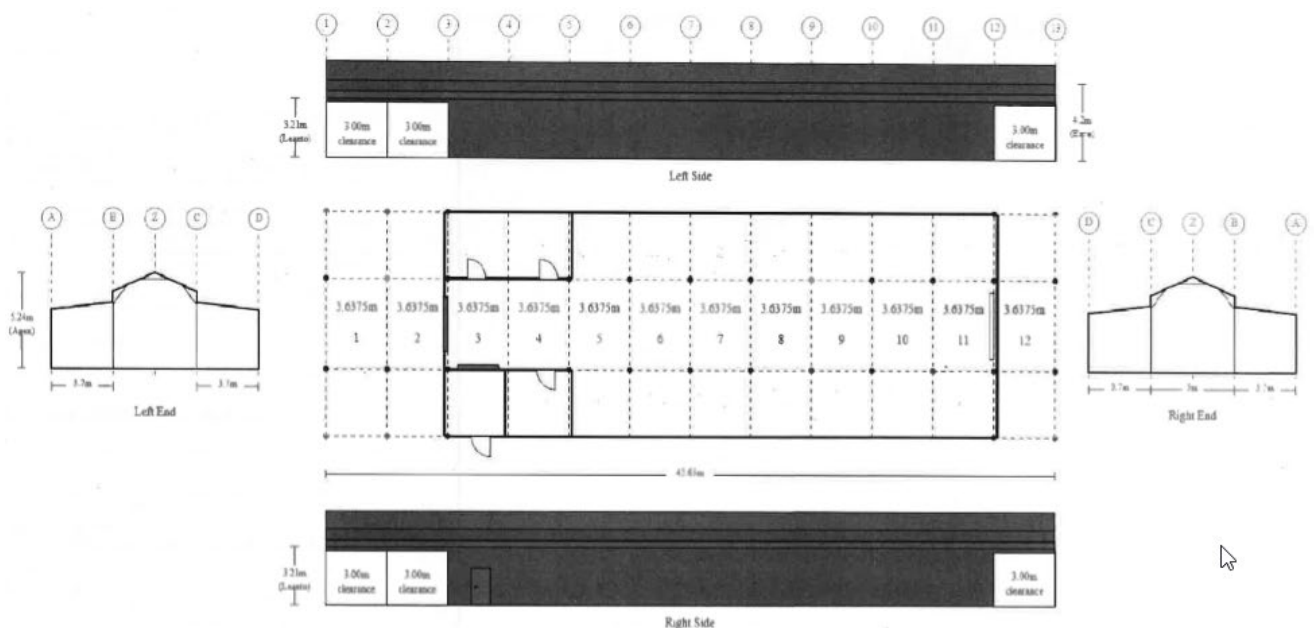 1 2 3 4 5 6 7 8 9 10 11 12 13
3.21m
(Leanto)
3.00m
clearance
3.00m
clearance
3.00m
clearance
4.2m
(Eave)
Left Side
A B Z C D
5.24m
(Apex)
3.7m 3.7m
Left End
3.6375m 3.6375m 3.6375m 3.6375m 3.6375m 3.6375m 3.6375m 3.6375m 3.6375m 3.6375m 3.6375m 3.6375m
1 2 3 4 5 6 7 8 9 10 11 12
D C Z B A
3.7m 5m 3.7m
Right End
43.65m
3.21m
(Leanto)
3.00m
clearance
3.00m
clearance
3.00m
clearance
Right Side